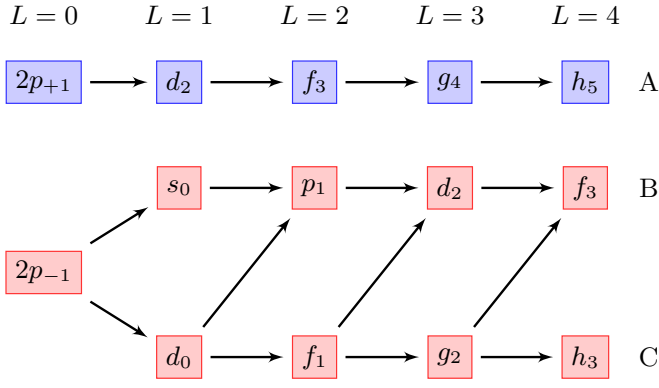 L = 0 L = 1 L = 2 L = 3 L = 4
2p₊₁ d₂ f₃ g₄ h₅ A
s₀ p₁ d₂ f₃ B
2p₋₁
d₀ f₁ g₂ h₃ C